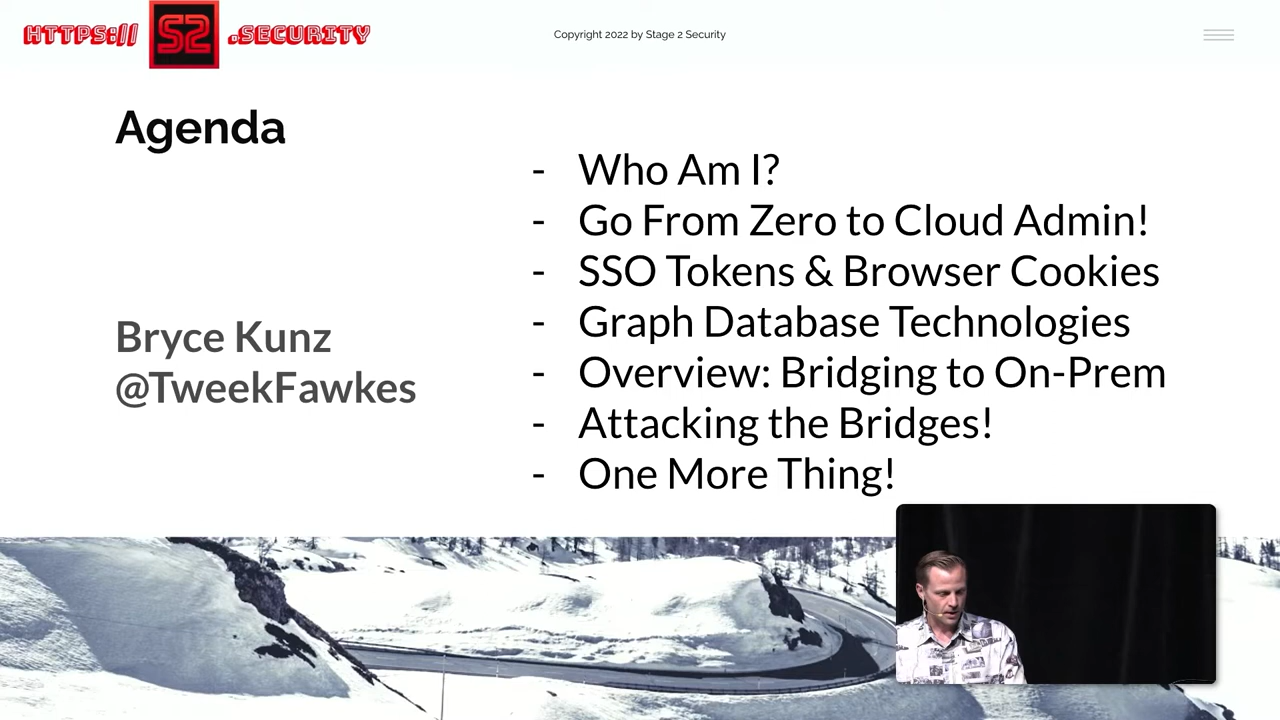 HTTPS:// S2 .SECURITY
Copyright 2022 by Stage 2 Security
Agenda
- Who Am I?
- Go From Zero to Cloud Admin!
- SSO Tokens & Browser Cookies
- Graph Database Technologies
- Overview: Bridging to On-Prem
- Attacking the Bridges!
- One More Thing!
Bryce Kunz
@TweekFawkes